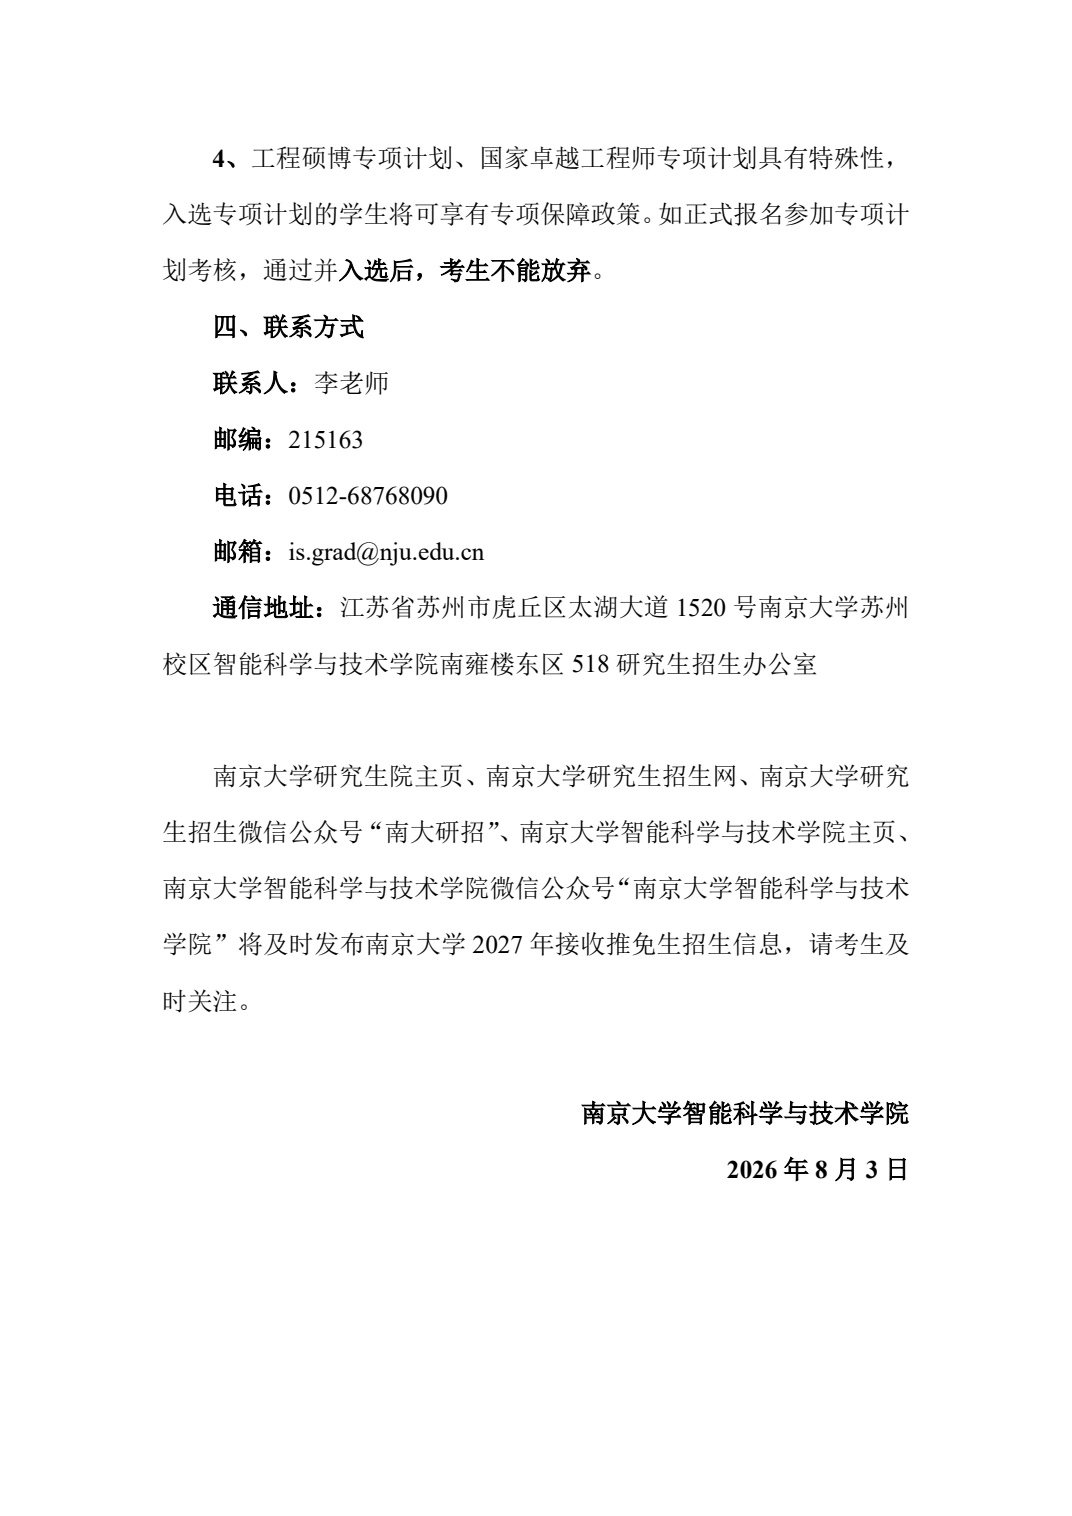 4、工程硕博专项计划、国家卓越工程师专项计划具有特殊性，
入选专项计划的学生将可享有专项保障政策。如正式报名参加专项计
划考核，通过并入选后，考生不能放弃。
四、联系方式
联系人：李老师
邮编：215163
电话：0512-68768090
邮箱：is.grad@nju.edu.cn
通信地址：江苏省苏州市虎丘区太湖大道 1520 号南京大学苏州
校区智能科学与技术学院南雍楼东区 518 研究生招生办公室
南京大学研究生院主页、南京大学研究生招生网、南京大学研究
生招生微信公众号“南大研招”、南京大学智能科学与技术学院主页、
南京大学智能科学与技术学院微信公众号“南京大学智能科学与技术
学院”将及时发布南京大学 2027 年接收推免生招生信息，请考生及
时关注。
南京大学智能科学与技术学院
2026 年 8 月 3 日